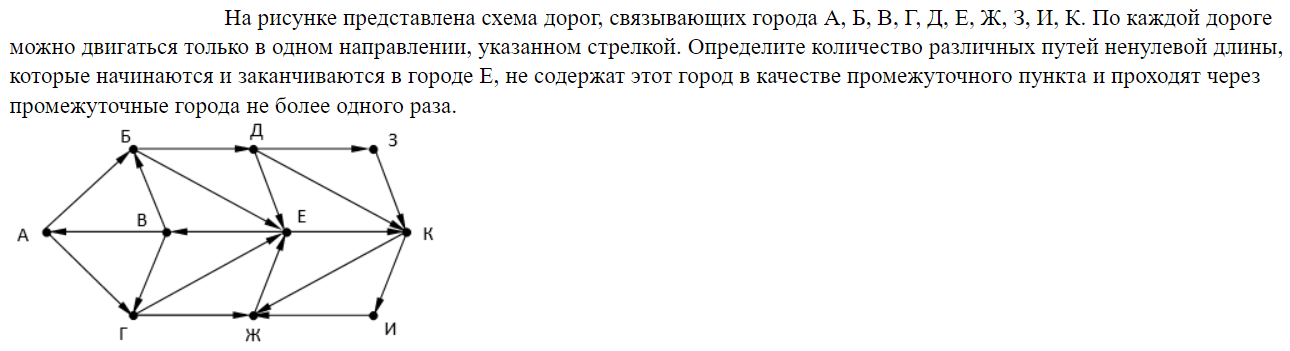 На рисунке представлена схема дорог, связывающих города А, Б, В, Г, Д, Е, Ж, З, И, К. По каждой дороге
можно двигаться только в одном направлении, указанном стрелкой. Определите количество различных путей ненулевой длины,
которые начинаются и заканчиваются в городе Е, не содержат этот город в качестве промежуточного пункта и проходят через
промежуточные города не более одного раза.
Б Д З
А В Е К
Г Ж И